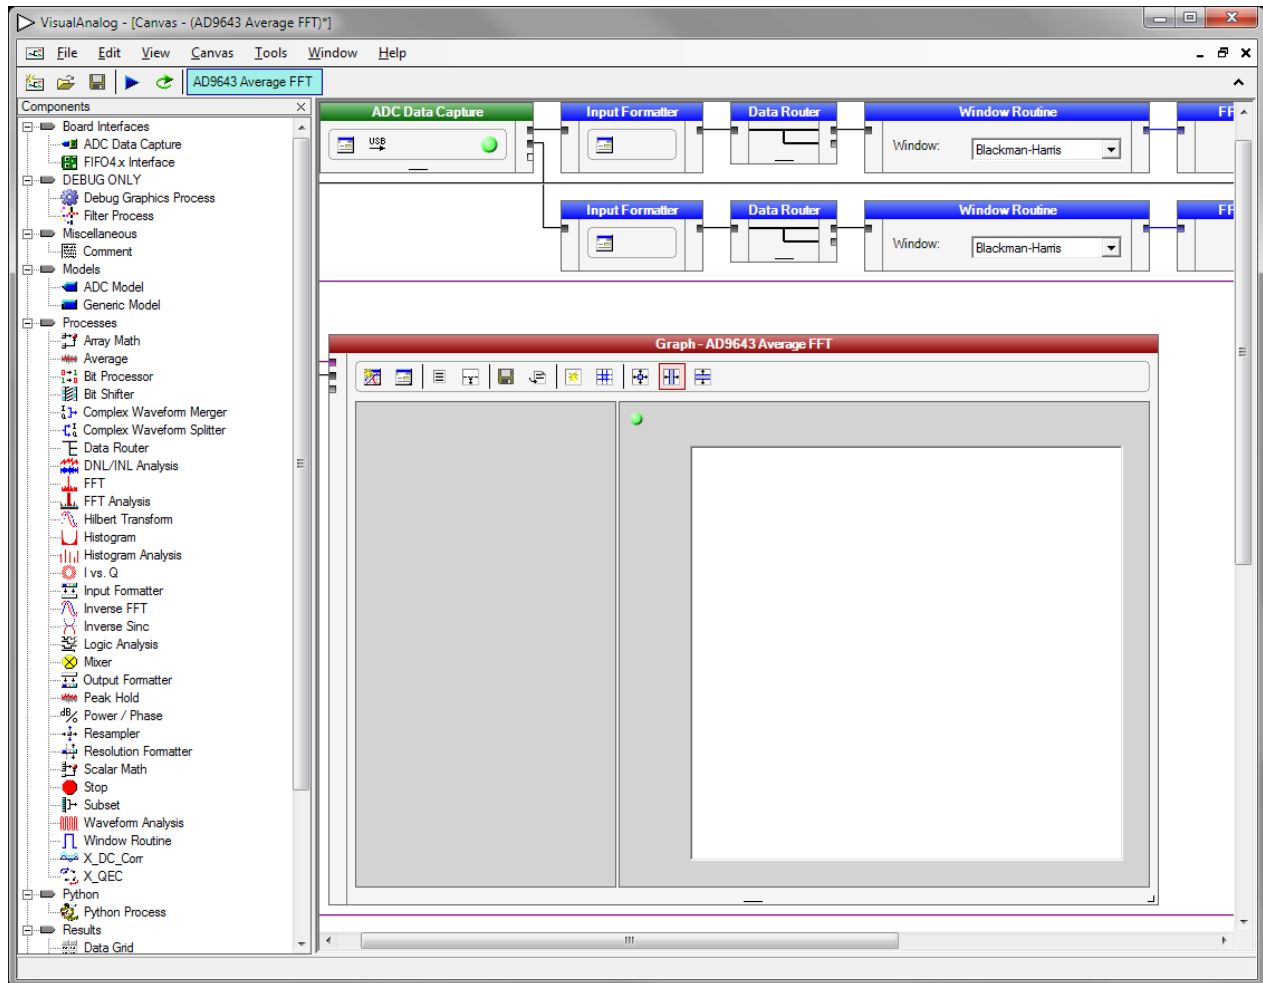 VisualAnalog - [Canvas - (AD9643 Average FFT)*]
File Edit View Canvas Tools Window Help
AD9643 Average FFT
Components
Board Interfaces
ADC Data Capture
FIFO4.x Interface
DEBUG ONLY
Debug Graphics Process
Filter Process
Miscellaneous
Comment
Models
ADC Model
Generic Model
Processes
Array Math
Average
Bit Processor
Bit Shifter
Complex Waveform Merger
Complex Waveform Splitter
Data Router
DNL/INL Analysis
FFT
FFT Analysis
Hilbert Transform
Histogram
Histogram Analysis
I vs. Q
Input Formatter
Inverse FFT
Inverse Sinc
Logic Analysis
Mixer
Output Formatter
Peak Hold
Power / Phase
Resampler
Resolution Formatter
Scalar Math
Stop
Subset
Waveform Analysis
Window Routine
X_DC_Corr
X_QEC
Python
Python Process
Results
Data Grid
ADC Data Capture Input Formatter Data Router Window Routine FF
USB
Window: Blackman-Harris
Input Formatter Data Router Window Routine FF
Window: Blackman-Harris
Graph - AD9643 Average FFT